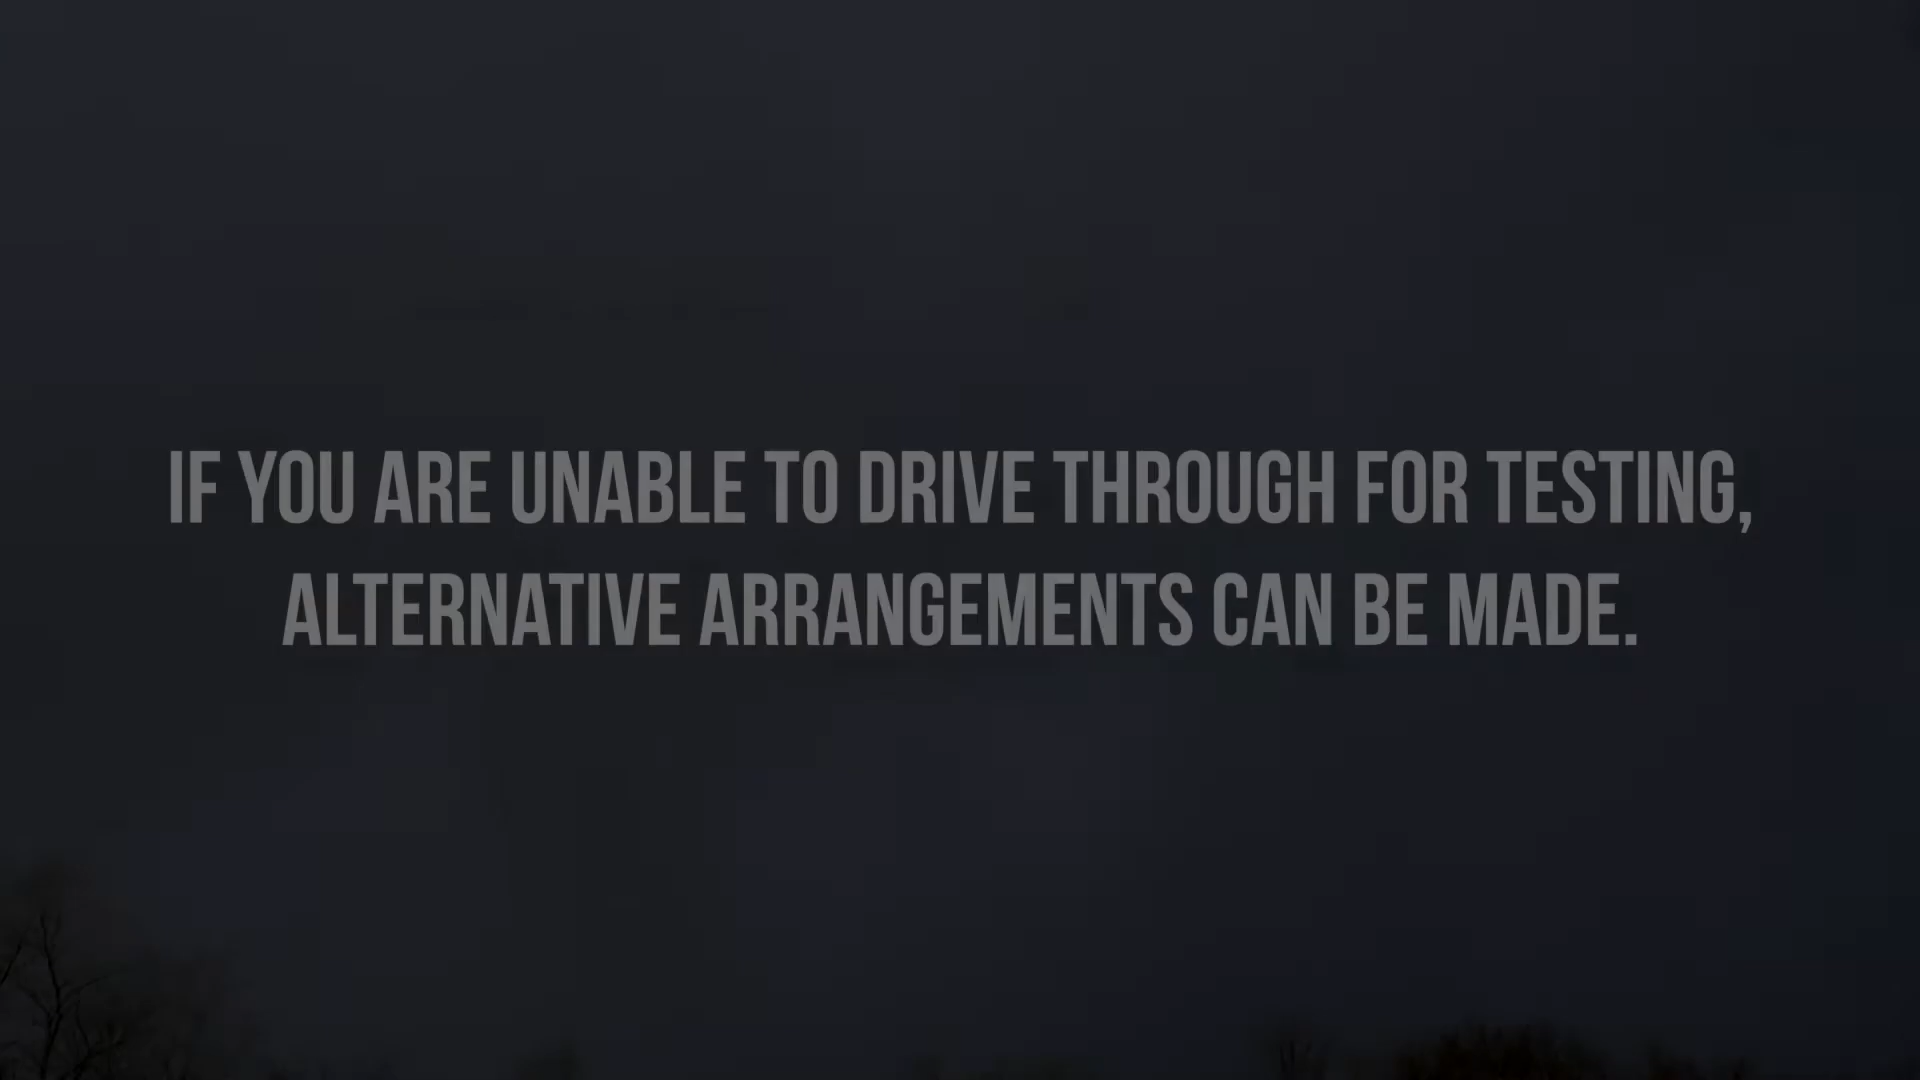 IF YOU ARE UNABLE TO DRIVE THROUGH FOR TESTING,
ALTERNATIVE ARRANGEMENTS CAN BE MADE.